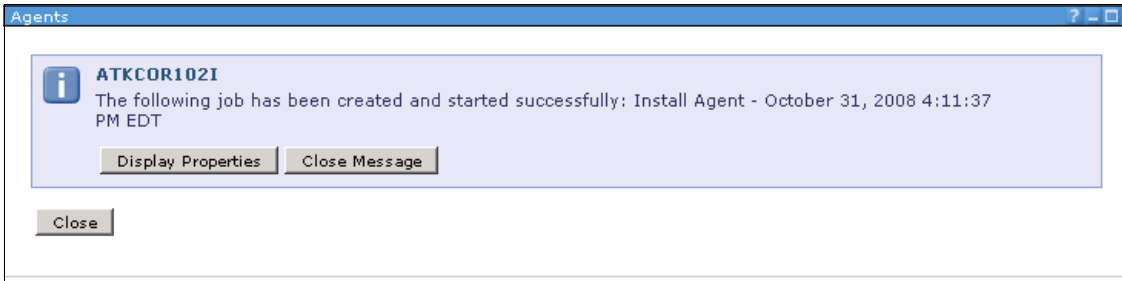 Agents ? – □
i ATKCOR102I
The following job has been created and started successfully: Install Agent - October 31, 2008 4:11:37
PM EDT
Display Properties Close Message
Close